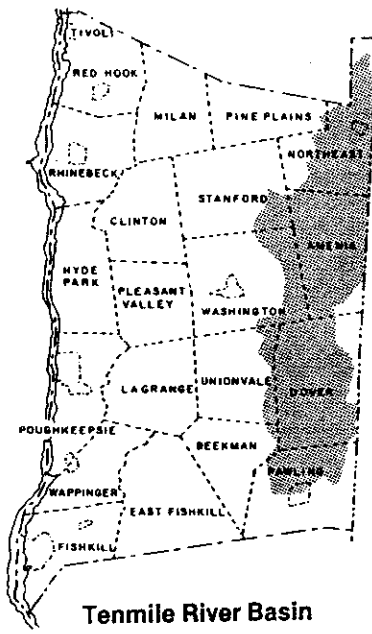 TIVOLI
RED HOOK
MILAN
PINE PLAINS
NORTHEAST
RHINEBECK
STANFORD
CLINTON
AMENIA
HYDE
PARK
PLEASANT
VALLEY
WASHINGTON
LAGRANGE
UNIONVALE
DOVER
POUGHKEEPSIE
BEEKMAN
PAWLING
WAPPINGER
EAST FISHKILL
FISHKILL
Tenmile River Basin